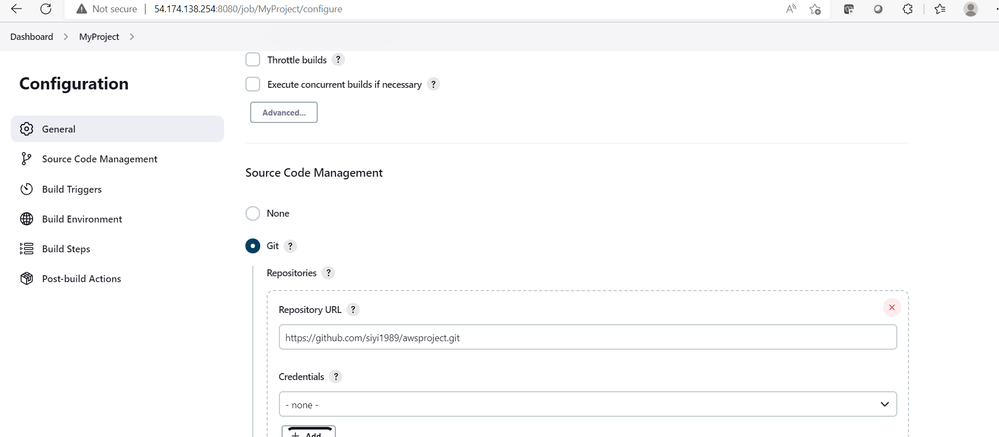 Not secure | 54.174.138.254:8080/job/MyProject/configure
Dashboard > MyProject >
Throttle builds ?
Configuration
Execute concurrent builds if necessary ?
Advanced...
General
Source Code Management
Build Triggers
Build Environment
Build Steps
Post-build Actions
Source Code Management
None
Git ?
Repositories ?
Repository URL ?
https://github.com/siyi1989/awsproject.git
Credentials ?
- none -
+ Add